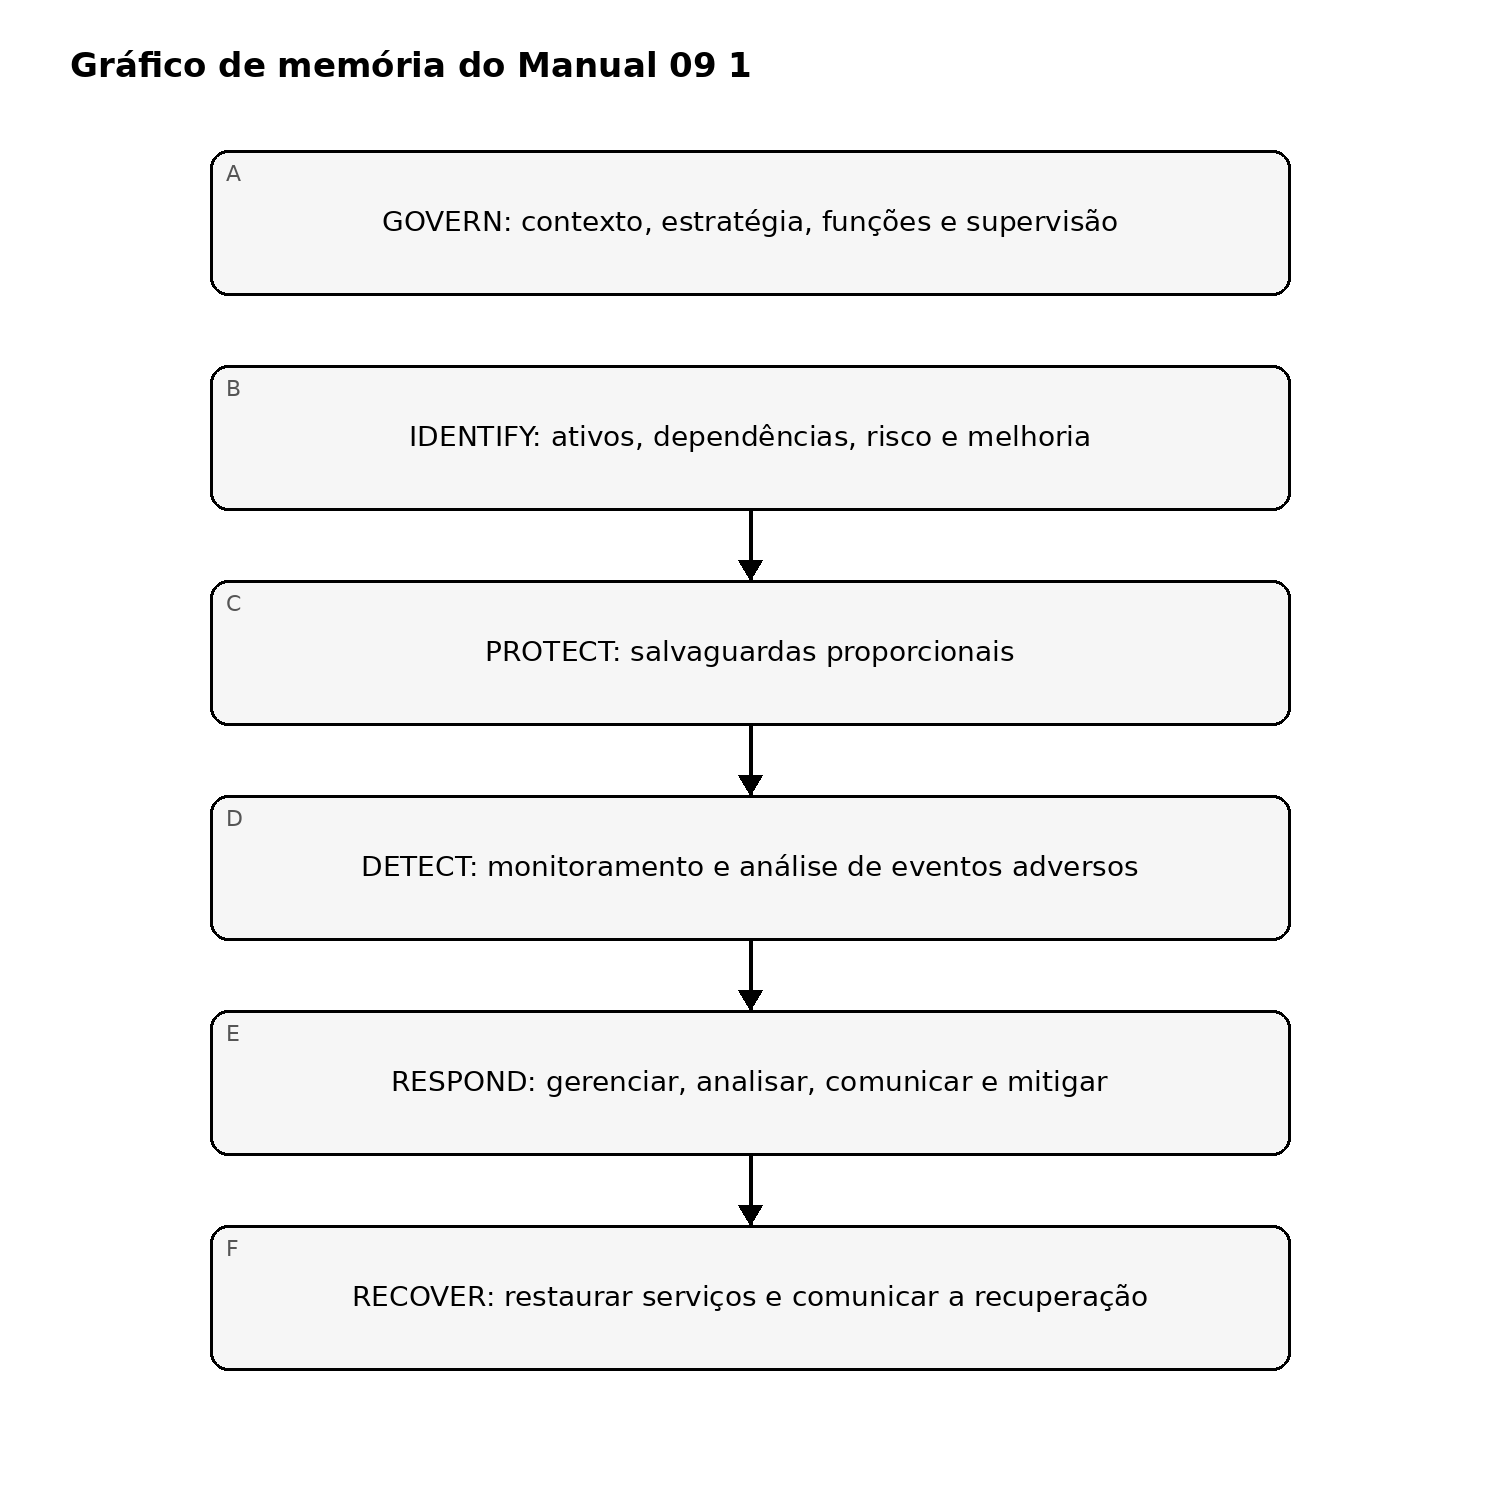 Gráfico de memória do Manual 09 1
A
GOVERN: contexto, estratégia, funções e supervisão
B
IDENTIFY: ativos, dependências, risco e melhoria
C
PROTECT: salvaguardas proporcionais
D
DETECT: monitoramento e análise de eventos adversos
E
RESPOND: gerenciar, analisar, comunicar e mitigar
F
RECOVER: restaurar serviços e comunicar a recuperação